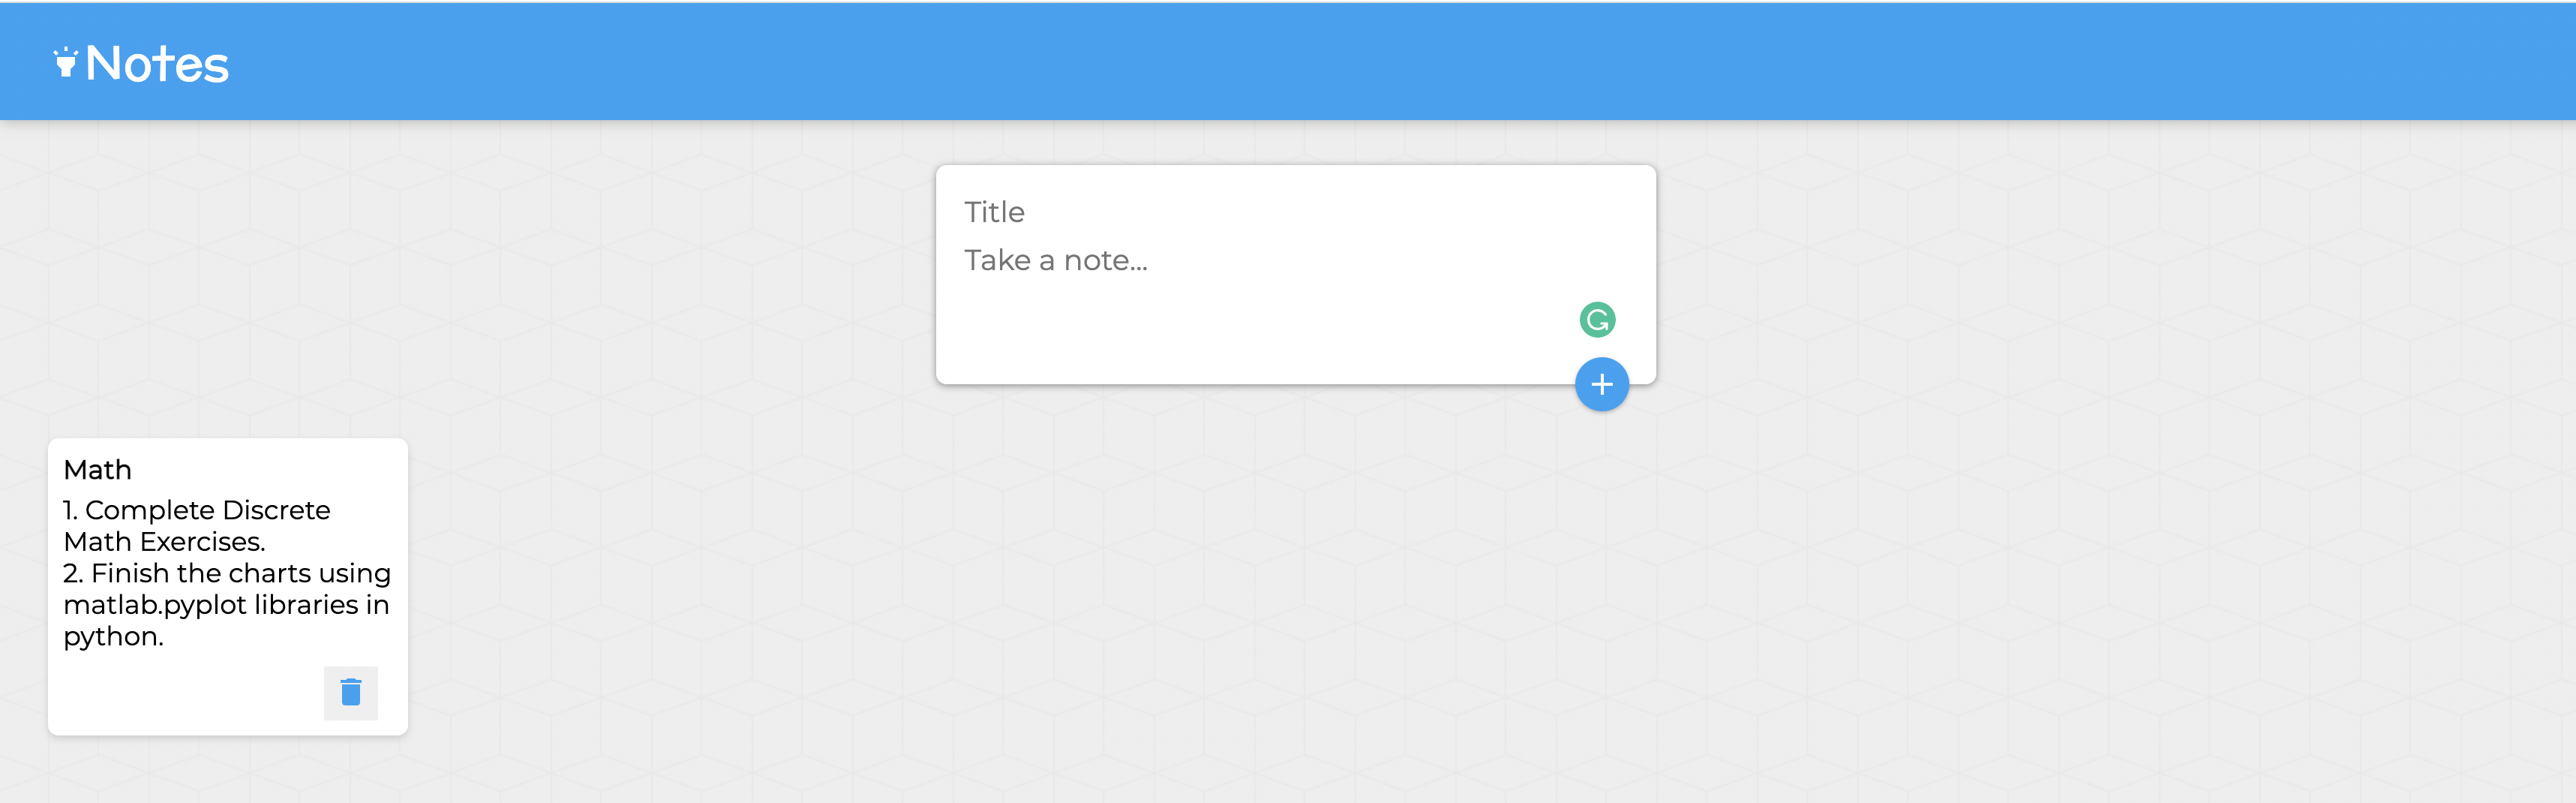 Notes
Title
Take a note...
Math
1. Complete Discrete
Math Exercises.
2. Finish the charts using
matlab.pyplot libraries in
python.